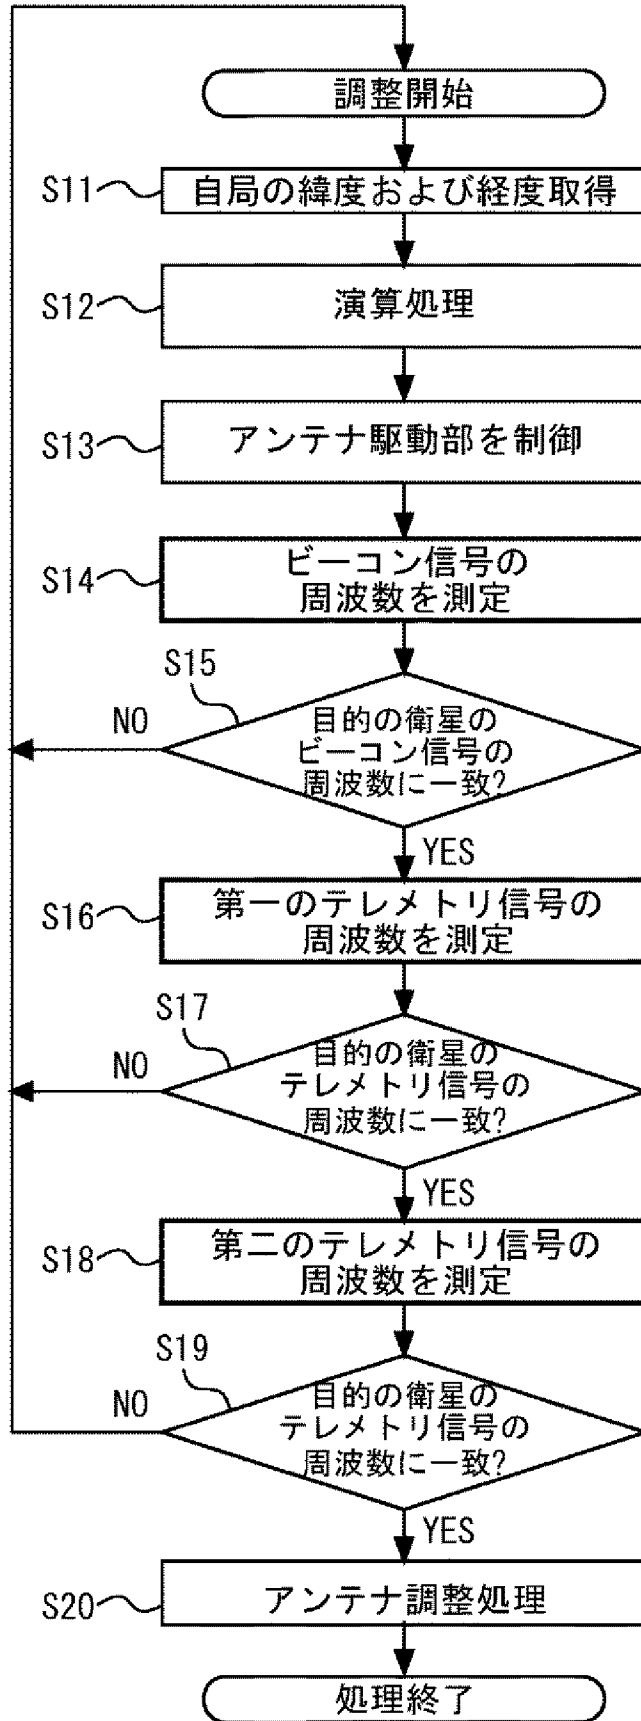 調整開始
S11
自局の緯度および経度取得
S12
演算処理
S13
アンテナ駆動部を制御
S14
ビーコン信号の
周波数を測定
S15
NO
目的の衛星の
ビーコン信号の
周波数に一致?
YES
S16
第一のテレメトリ信号の
周波数を測定
S17
NO
目的の衛星の
テレメトリ信号の
周波数に一致?
YES
S18
第二のテレメトリ信号の
周波数を測定
S19
NO
目的の衛星の
テレメトリ信号の
周波数に一致?
YES
S20
アンテナ調整処理
処理終了